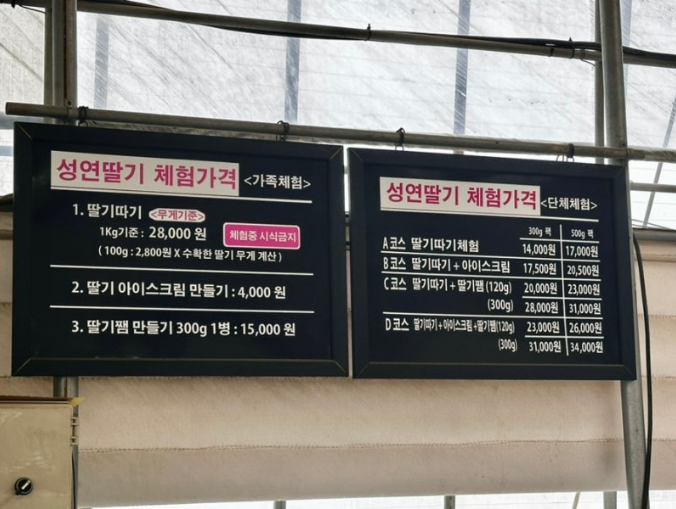 성연딸기 체험가격 <가족체험>
1. 딸기따기 <무게기준>
1Kg기준 : 28,000 원
체험중 시식금지
( 100g : 2,800원 X 수확한 딸기 무게 계산 )
2. 딸기 아이스크림 만들기 : 4,000 원
3. 딸기쨈 만들기 300g 1병 : 15,000 원
성연딸기 체험가격 <단체체험>
300g 팩 500g 팩
A코스 딸기따기체험 14,000원 17,000원
B코스 딸기따기 + 아이스크림 17,500원 20,500원
C코스 딸기따기 + 딸기쨈 (120g) 20,000원 23,000원
(300g) 28,000원 31,000원
D코스 딸기따기+아이스크림+딸기쨈(120g) 23,000원 26,000원
(300g) 31,000원 34,000원